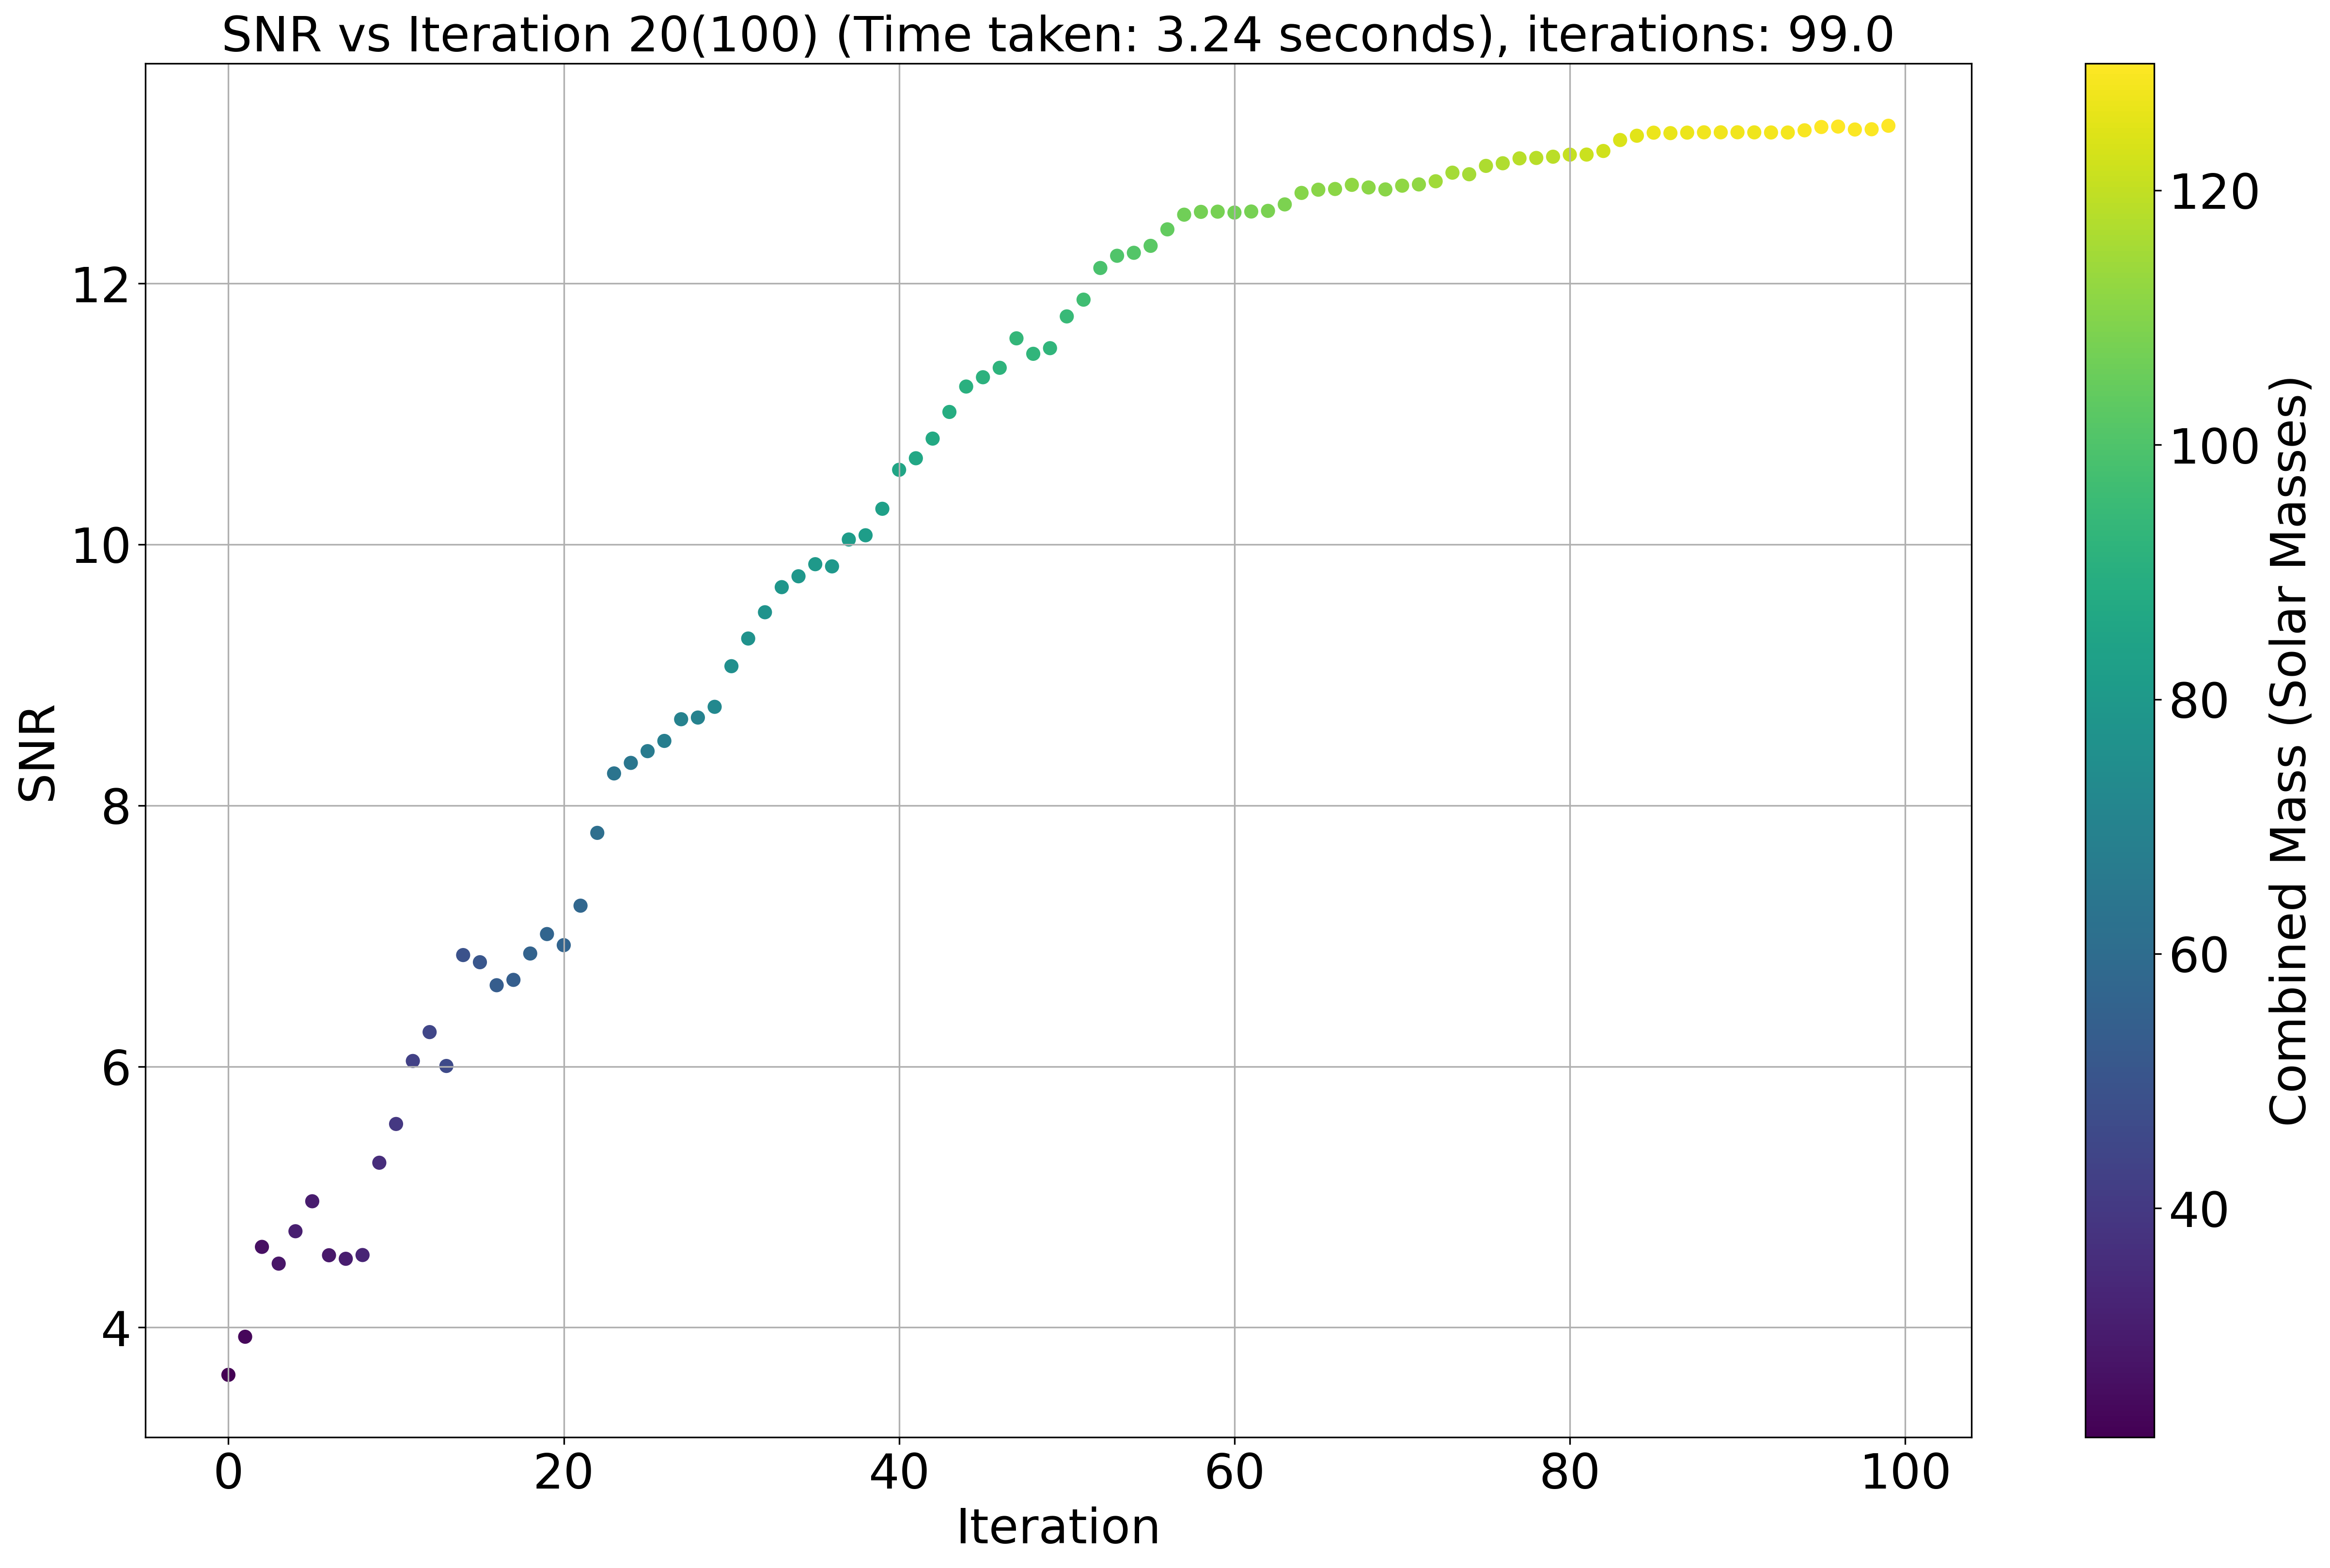 SNR vs Iteration 20(100) (Time taken: 3.24 seconds), iterations: 99.0
SNR
12
10
8
6
4
0 20 40 60 80 100
Iteration
120
100
80
60
40
Combined Mass (Solar Masses)